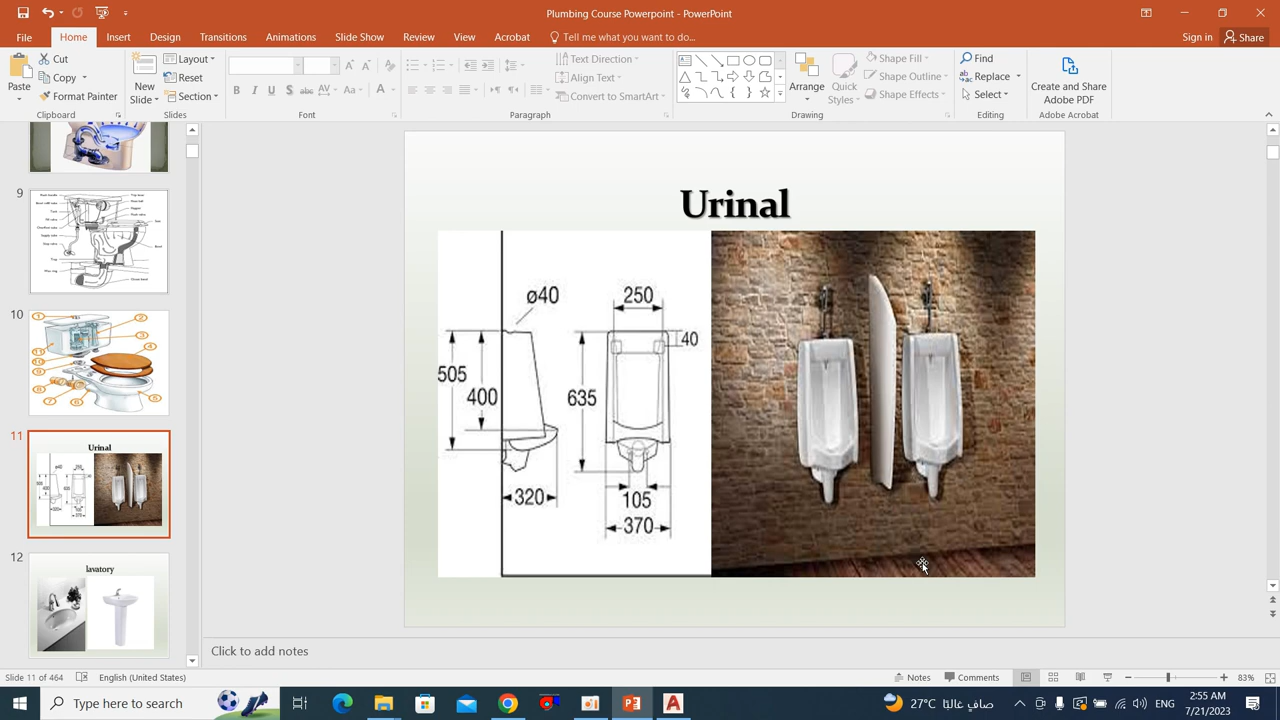 Plumbing Course Powerpoint - PowerPoint
File Home Insert Design Transitions Animations Slide Show Review View Acrobat Tell me what you want to do... Sign in Share
Paste
Cut
Copy
Format Painter
Clipboard
New Slide
Layout
Reset
Section
Slides
B I U S abc AV Aa A
Font
Text Direction
Align Text
Convert to SmartArt
Paragraph
Arrange
Quick Styles
Shape Fill
Shape Outline
Shape Effects
Drawing
Find
Replace
Select
Editing
Create and Share Adobe PDF
Adobe Acrobat
9
10
11
Urinal
12
lavatory
Urinal
ø40
250
40
505
400
635
320
105
370
Click to add notes
Slide 11 of 464 English (United States) Notes Comments 83%
Type here to search
27°C صافٍ غالبًا
ENG
2:55 AM
7/21/2023